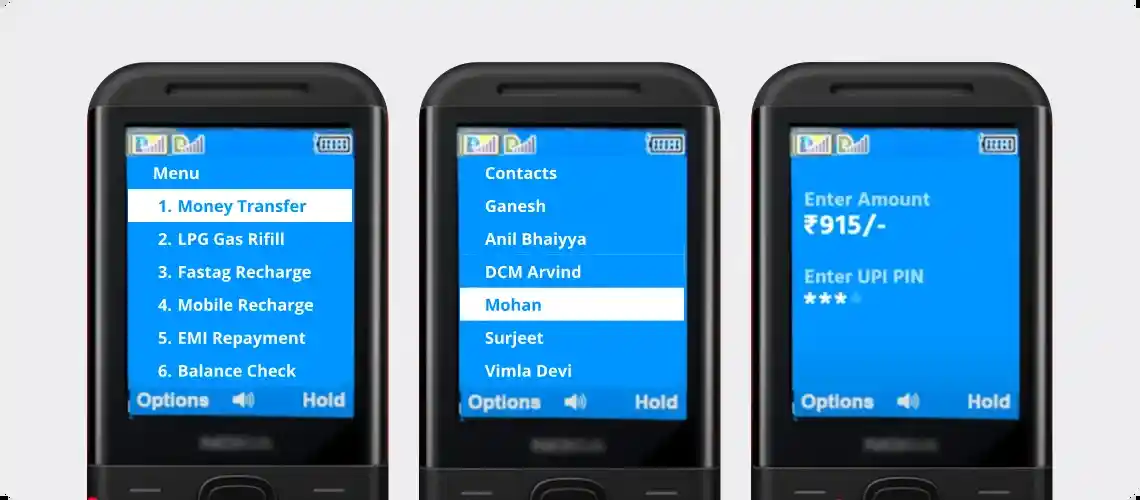 Menu
1. Money Transfer
2. LPG Gas Rifill
3. Fastag Recharge
4. Mobile Recharge
5. EMI Repayment
6. Balance Check
Options
Hold
Contacts
Ganesh
Anil Bhaiyya
DCM Arvind
Mohan
Surjeet
Vimla Devi
Options
Hold
Enter Amount
₹915/-
Enter UPI PIN
***
Options
Hold